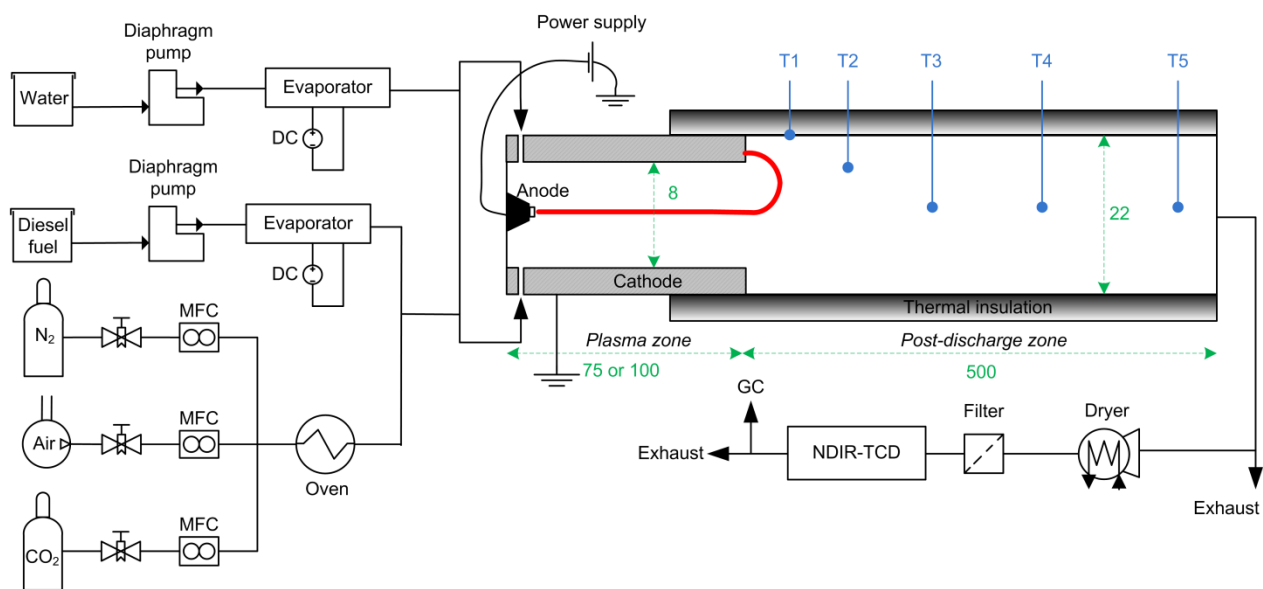 Power supply
Diaphragm
pump
T1
T2
T3
T4
T5
Water
Evaporator
DC
Diaphragm
pump
Anode
8
22
Diesel
fuel
Evaporator
DC
Cathode
Thermal insulation
N2
MFC
Plasma zone
Post-discharge zone
75 or 100
500
GC
Air
MFC
Filter
Dryer
Exhaust
NDIR-TCD
Oven
Exhaust
CO2
MFC